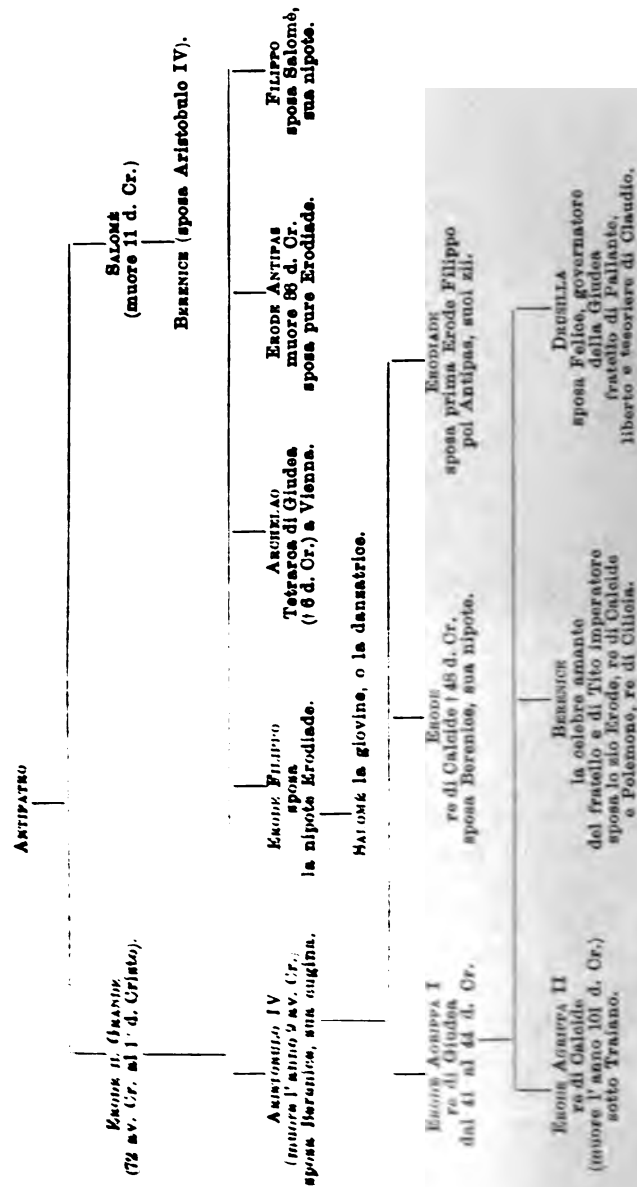 ANTIPATRO
ERODE IL GRANDE
(72 av. Cr. al 1° d. Cristo).
SALOMÈ
(muore 11 d. Cr.)
BERENICE (sposa Aristobulo IV).
ARISTOBULO IV
(muore l'anno 9 av. Cr.)
sposa Berenice, sua cugina.
ERODE FILIPPO
sposa
la nipote Erodiade.
ARCHELAO
Tetrarca di Giudea
(† 6 d. Cr.) a Vienna.
ERODE ANTIPAS
muore 86 d. Cr.
sposa pure Erodiade.
FILIPPO
sposa Salomè,
sua nipote.
SALOMÈ la giovine, o la danzatrice.
ERODE AGRIPPA I
re di Giudea
dal 41 al 44 d. Cr.
ERODE
re di Calcide † 48 d. Cr.
sposa Berenice, sua nipote.
ERODIADE
sposa prima Erode Filippo
poi Antipas, suoi zii.
ERODE AGRIPPA II
re di Calcide
(muore l'anno 101 d. Cr.)
sotto Traiano.
BERENICE
la celebre amante
del fratello e di Tito imperatore
sposa lo zio Erode, re di Calcide
e Polemone, re di Cilicia.
DRUSILLA
sposa Felice, governatore
della Giudea
fratello di Pallante,
liberto e tesoriere di Claudio.